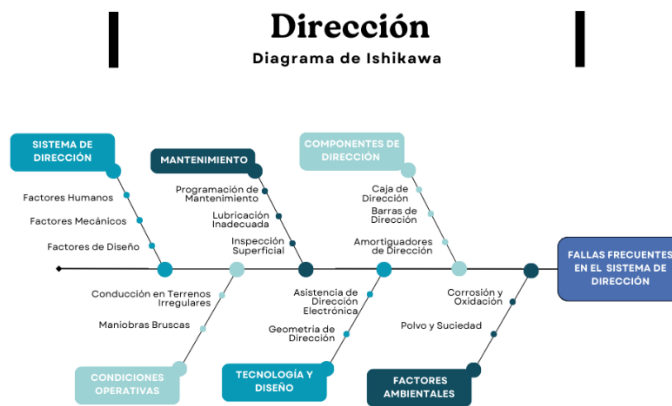 Dirección
Diagrama de Ishikawa
SISTEMA DE
DIRECCIÓN
Factores Humanos
Factores Mecánicos
Factores de Diseño
MANTENIMIENTO
Programación de
Mantenimiento
Lubricación
Inadecuada
Inspección
Superficial
COMPONENTES DE
DIRECCIÓN
Caja de
Dirección
Barras de
Dirección
Amortiguadores
de Dirección
FALLAS FRECUENTES
EN EL SISTEMA DE
DIRECCIÓN
Conducción en Terrenos
Irregulares
Maniobras Bruscas
CONDICIONES
OPERATIVAS
Asistencia de
Dirección
Electrónica
Geometría de
Dirección
TECNOLOGÍA Y
DISEÑO
Corrosión y
Oxidación
Polvo y Suciedad
FACTORES
AMBIENTALES